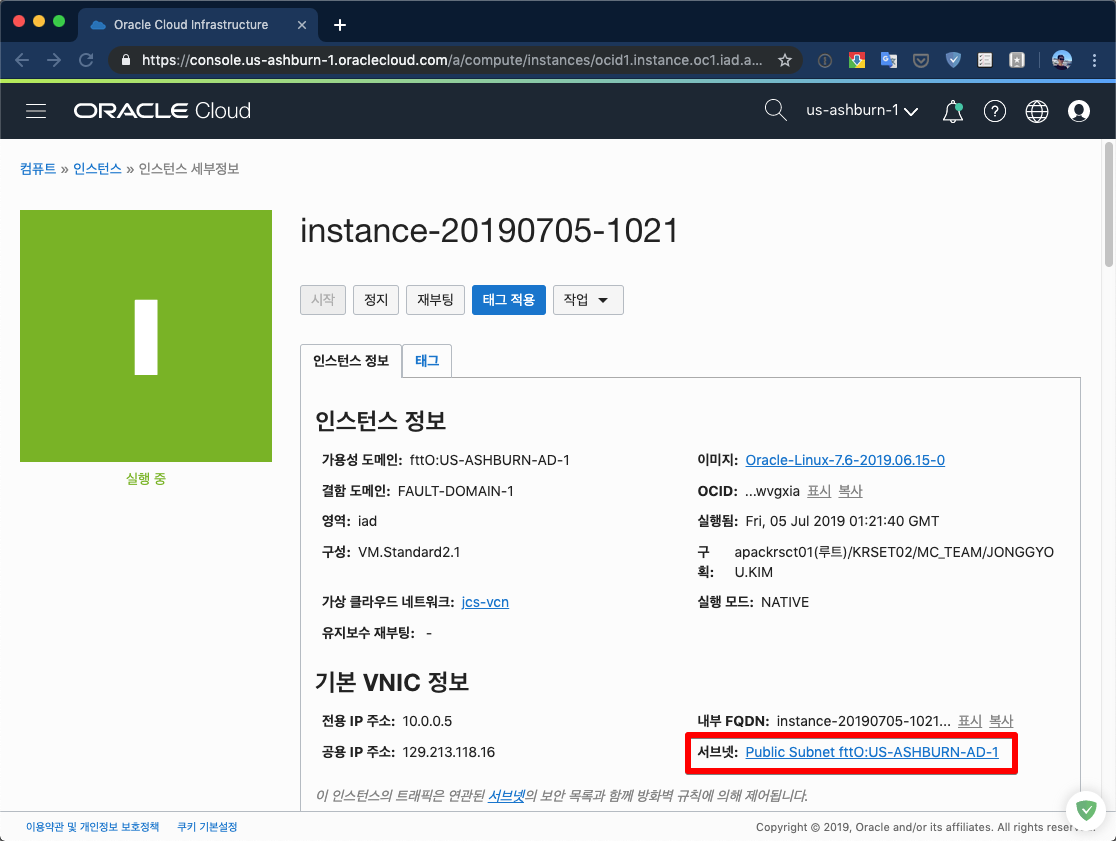 Oracle Cloud Infrastructure
https://console.us-ashburn-1.oraclecloud.com/a/compute/instances/ocid1.instance.oc1.iad.a...
ORACLE Cloud
us-ashburn-1
컴퓨트 » 인스턴스 » 인스턴스 세부정보
I
실행 중
instance-20190705-1021
시작 정지 재부팅 태그 적용 작업
인스턴스 정보 태그
인스턴스 정보
가용성 도메인: fttO:US-ASHBURN-AD-1
이미지: Oracle-Linux-7.6-2019.06.15-0
결함 도메인: FAULT-DOMAIN-1
OCID: ...wvgxia 표시 복사
영역: iad
실행됨: Fri, 05 Jul 2019 01:21:40 GMT
구성: VM.Standard2.1
구획: apackrsct01(루트)/KRSET02/MC_TEAM/JONGGYO
U.KIM
가상 클라우드 네트워크: jcs-vcn
실행 모드: NATIVE
유지보수 재부팅: -
기본 VNIC 정보
전용 IP 주소: 10.0.0.5
내부 FQDN: instance-20190705-1021... 표시 복사
공용 IP 주소: 129.213.118.16
서브넷: Public Subnet fttO:US-ASHBURN-AD-1
이 인스턴스의 트래픽은 연관된 서브넷의 보안 목록과 함께 방화벽 규칙에 의해 제어됩니다.
이용약관 및 개인정보 보호정책 쿠키 기본설정
Copyright © 2019, Oracle and/or its affiliates. All rights